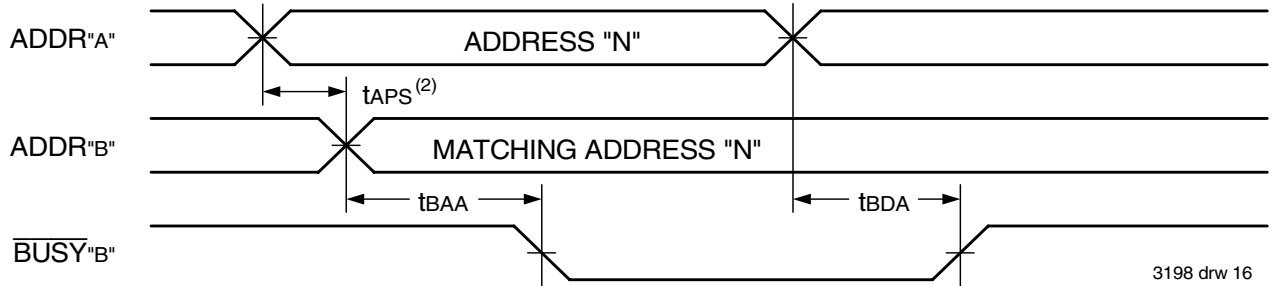 ADDR"A"
ADDRESS "N"
tAPS(2)
ADDR"B"
MATCHING ADDRESS "N"
tBAA
tBDA
BUSY"B"
3198 drw 16